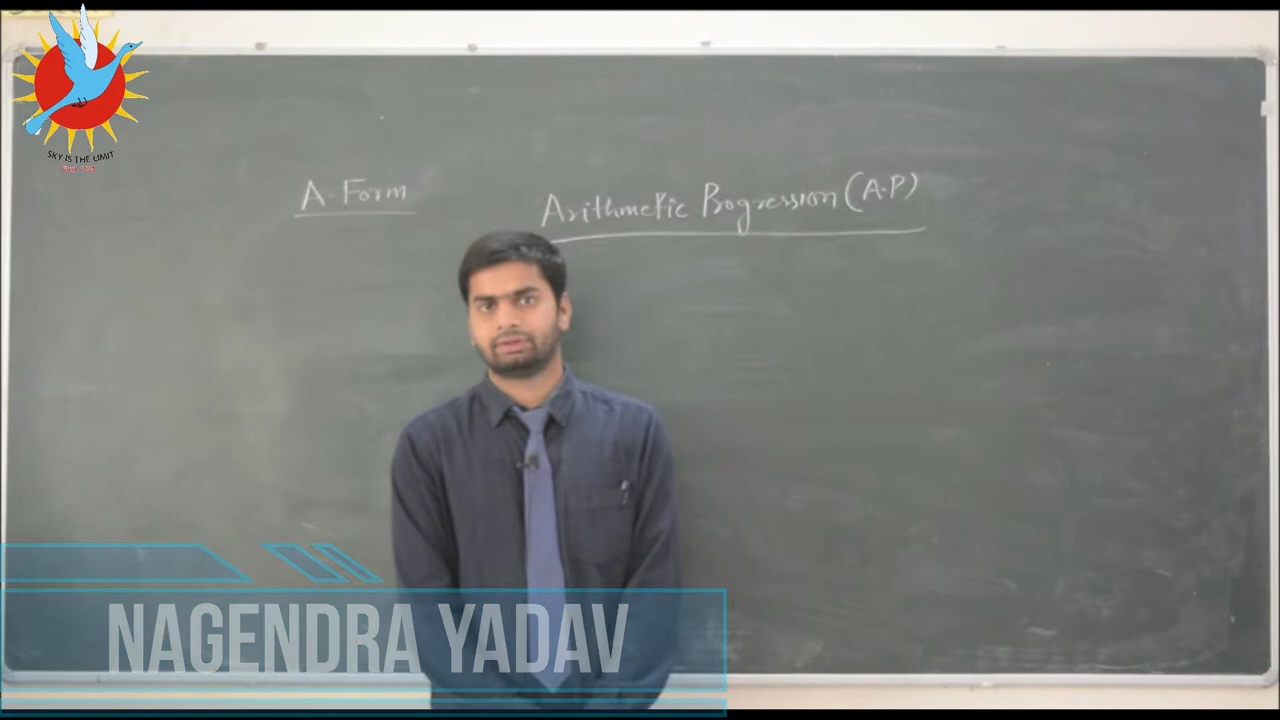 SKY IS THE LIMIT
A-Form
Arithmetic Progression (A.P)
NAGENDRA YADAV